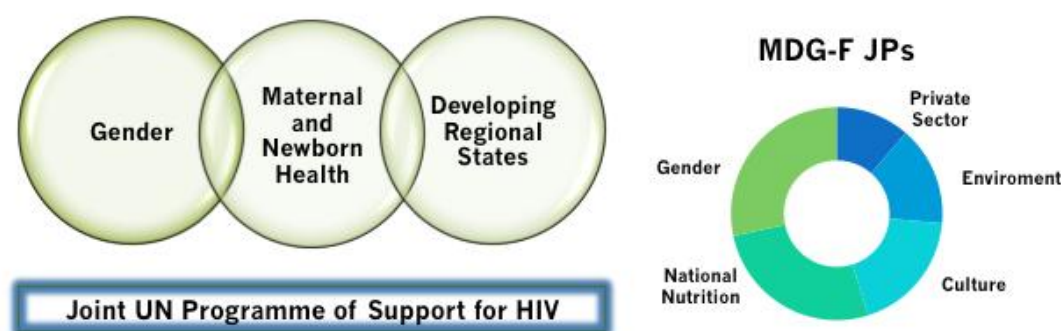 Gender
Maternal
and
Newborn
Health
Developing
Regional
States
Joint UN Programme of Support for HIV
MDG-F JPs
Private
Sector
Enviroment
Culture
National
Nutrition
Gender